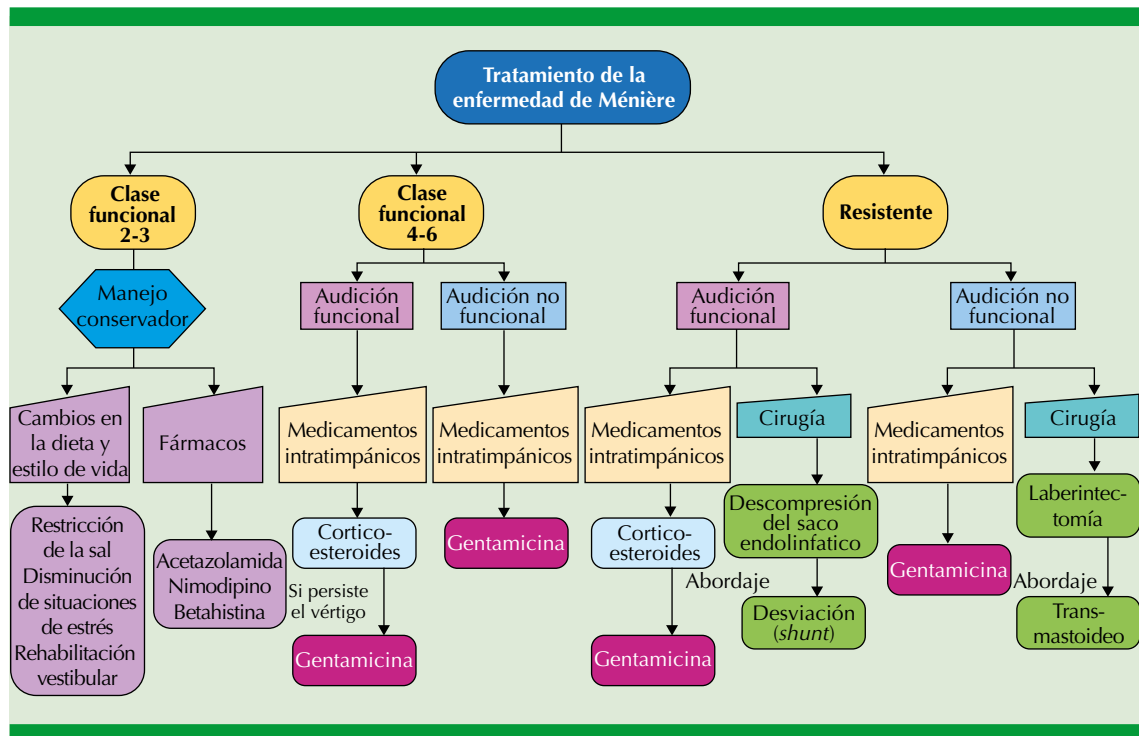 Tratamiento de la
enfermedad de Ménière
Clase
funcional
2-3
Clase
funcional
4-6
Resistente
Manejo
conservador
Audición
funcional
Audición no
funcional
Audición
funcional
Audición no
funcional
Cambios en
la dieta y
estilo de vida
Fármacos
Medicamentos
intratimpánicos
Medicamentos
intratimpánicos
Medicamentos
intratimpánicos
Cirugía
Medicamentos
intratimpánicos
Cirugía
Restricción
de la sal
Disminución
de situaciones
de estrés
Rehabilitación
vestibular
Acetazolamida
Nimodipino
Betahistina
Cortico-
esteroides
Si persiste
el vértigo
Gentamicina
Gentamicina
Cortico-
esteroides
Gentamicina
Descompresión
del saco
endolinfatico
Abordaje
Desviación
(shunt)
Gentamicina
Laberintec-
tomía
Abordaje
Trans-
mastoideo